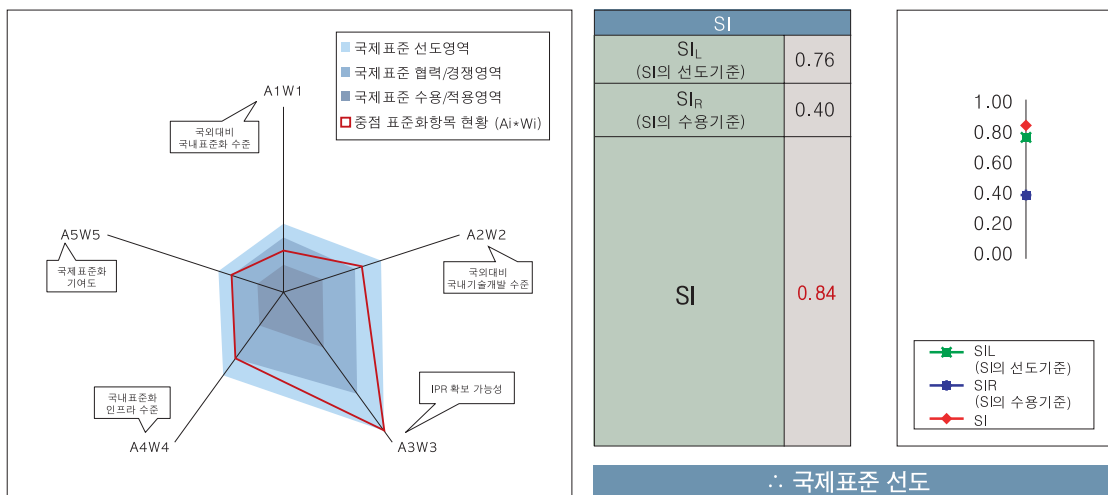 국제표준 선도영역
국제표준 협력/경쟁영역
국제표준 수용/적용영역
중점 표준화항목 현황 (Ai*Wi)
A1W1
국외대비
국내표준화 수준
A2W2
국외대비
국내기술개발 수준
A5W5
국제표준화
기여도
국내표준화
인프라 수준
A4W4
IPR 확보 가능성
A3W3
SI
SIL
(SI의 선도기준)
0.76
SIR
(SI의 수용기준)
0.40
SI
0.84
1.00
0.80
0.60
0.40
0.20
0.00
SIL
(SI의 선도기준)
SIR
(SI의 수용기준)
SI
∴ 국제표준 선도